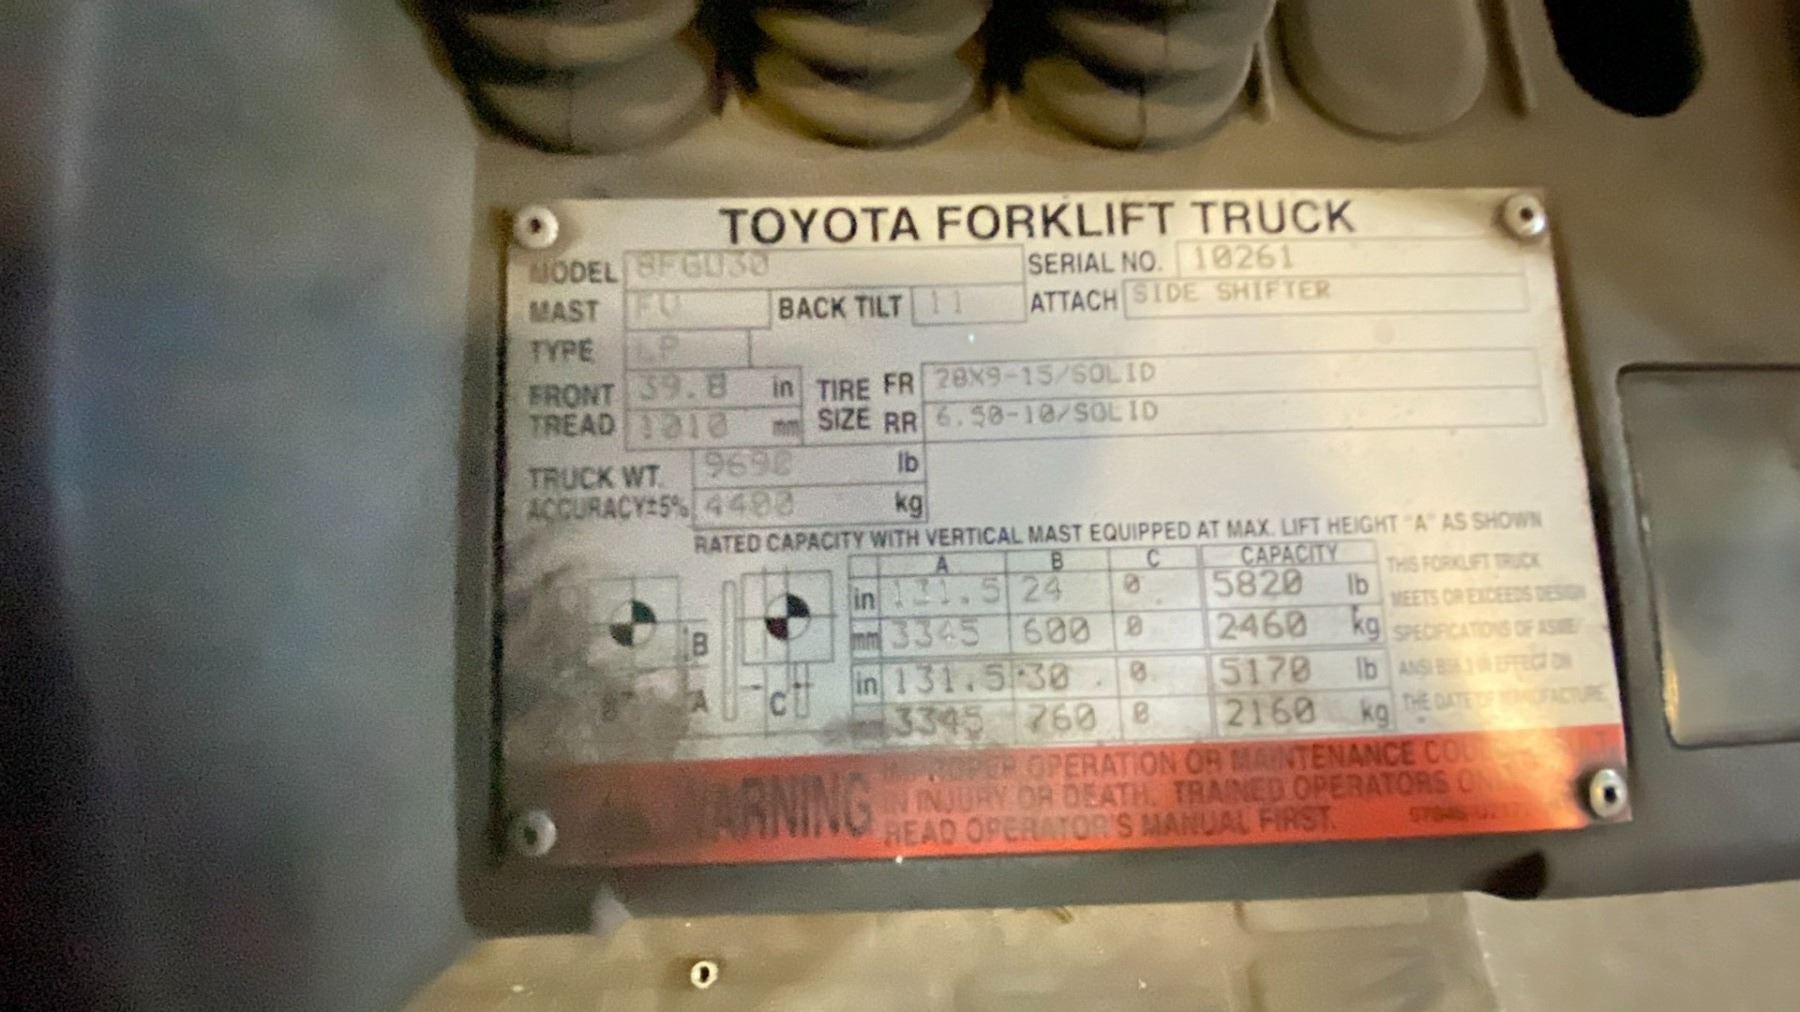 TOYOTA FORKLIFT TRUCK
MODEL 8FGU30 SERIAL NO. 10261
MAST FV BACK TILT 11 ATTACH SIDE SHIFTER
TYPE LP
FRONT 39.8 in TIRE FR 28X9-15/SOLID
TREAD 1010 mm SIZE RR 6.50-10/SOLID
TRUCK WT. 9690 lb
ACCURACY±5% 4400 kg
RATED CAPACITY WITH VERTICAL MAST EQUIPPED AT MAX. LIFT HEIGHT "A" AS SHOWN
A B C CAPACITY
in 131.5 24 0 5820 lb
mm 3345 600 0 2460 kg
in 131.5 30 0 5170 lb
mm 3345 760 0 2160 kg
B
A C
THIS FORKLIFT TRUCK
MEETS OR EXCEEDS DESIGN
SPECIFICATIONS OF ASME
ANSI IN EFFECT ON
THE DATE OF MANUFACTURE
WARNING
IMPROPER OPERATION OR MAINTENANCE
IN INJURY OR DEATH. TRAINED OPERATORS
READ OPERATOR'S MANUAL FIRST.